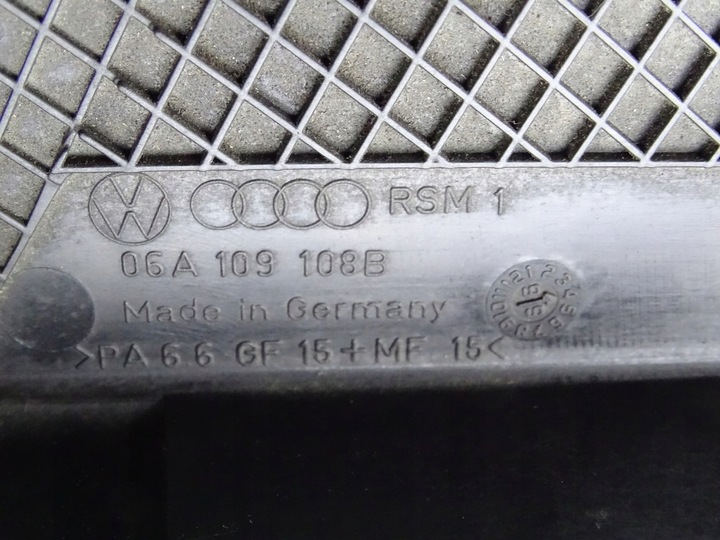 RSM 1
06A 109 108B
Made in Germany
>PA 6.6 GF 15+MF 15<